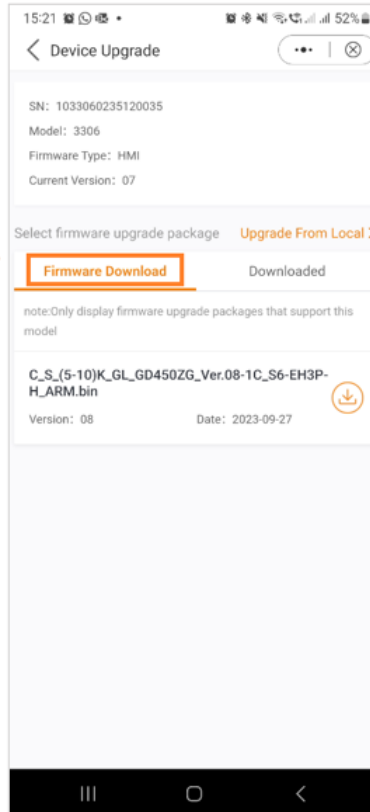 15:21
52%
Device Upgrade
SN: 1033060235120035
Model: 3306
Firmware Type: HMI
Current Version: 07
Select firmware upgrade package Upgrade From Local
Firmware Download Downloaded
note:Only display firmware upgrade packages that support this
model
C_S_(5-10)K_GL_GD450ZG_Ver.08-1C_S6-EH3P-
H_ARM.bin
Version: 08 Date: 2023-09-27